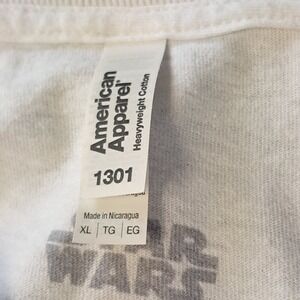 American
Apparel
Heavyweight Cotton
1301
Made in Nicaragua
XL | TG | EG
STAR
WARS